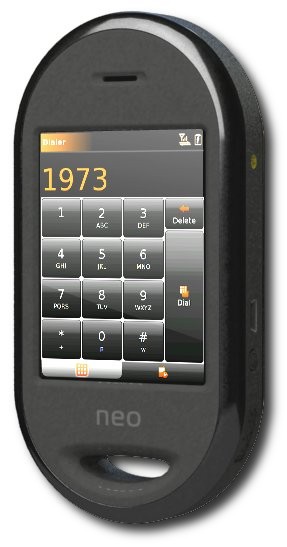 Dialer
1973
1 2 3 Delete
ABC DEF
4 5 6
GHI JKL MNO
7 8 9 Dial
PQRS TUV WXYZ
* 0 #
+ P W
neo